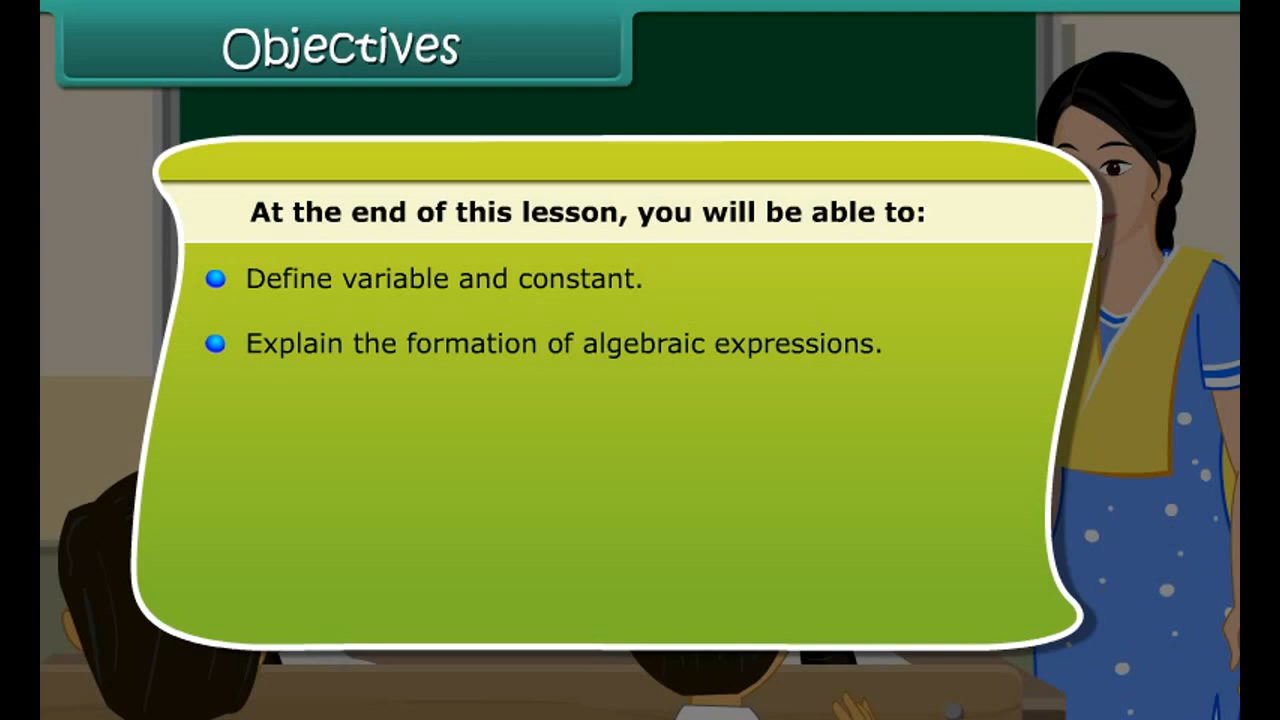 Objectives
At the end of this lesson, you will be able to:
Define variable and constant.
Explain the formation of algebraic expressions.